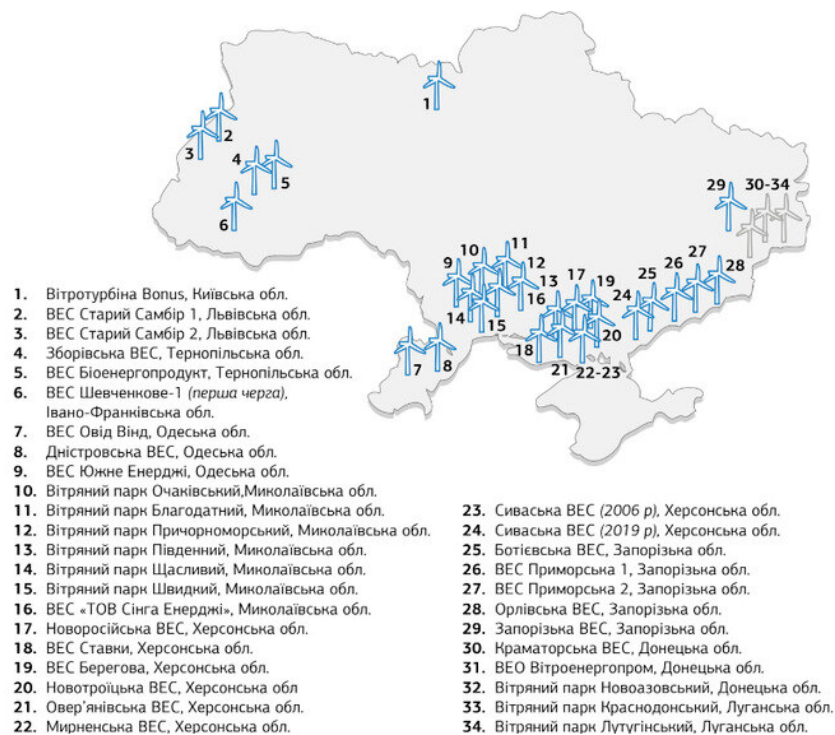 1
2
3
4
5
6
29
30-34
11
10
12
9
13
17
19
25
26
27
28
16
24
14
15
18
20
7
8
21
22-23
1. Вітротурбіна Bonus, Київська обл.
2. ВЕС Старий Самбір 1, Львівська обл.
3. ВЕС Старий Самбір 2, Львівська обл.
4. Зборівська ВЕС, Тернопільська обл.
5. ВЕС Біоенергопродукт, Тернопільська обл.
6. ВЕС Шевченкове-1 (перша черга),
Івано-Франківська обл.
7. ВЕС Овід Вінд, Одеська обл.
8. Дністровська ВЕС, Одеська обл.
9. ВЕС Южне Енерджі, Одеська обл.
10. Вітряний парк Очаківський,Миколаївська обл.
11. Вітряний парк Благодатний, Миколаївська обл.
12. Вітряний парк Причорноморський, Миколаївська обл.
13. Вітряний парк Південний, Миколаївська обл.
14. Вітряний парк Щасливий, Миколаївська обл.
15. Вітряний парк Швидкий, Миколаївська обл.
16. ВЕС «ТОВ Сінга Енерджі», Миколаївська обл.
17. Новоросійська ВЕС, Херсонська обл.
18. ВЕС Ставки, Херсонська обл.
19. ВЕС Берегова, Херсонська обл.
20. Новотроїцька ВЕС, Херсонська обл
21. Овер’янівська ВЕС, Херсонська обл.
22. Мирненська ВЕС, Херсонська обл.
23. Сиваська ВЕС (2006 р), Херсонська обл.
24. Сиваська ВЕС (2019 р), Херсонська обл.
25. Ботієвська ВЕС, Запорізька обл.
26. ВЕС Приморська 1, Запорізька обл.
27. ВЕС Приморська 2, Запорізька обл.
28. Орлівська ВЕС, Запорізька обл.
29. Запорізька ВЕС, Запорізька обл.
30. Краматорська ВЕС, Донецька обл.
31. ВЕО Вітроенергопром, Донецька обл.
32. Вітряний парк Новоазовський, Донецька обл.
33. Вітряний парк Краснодонський, Луганська обл.
34. Вітряний парк Лутугінський, Луганська обл.